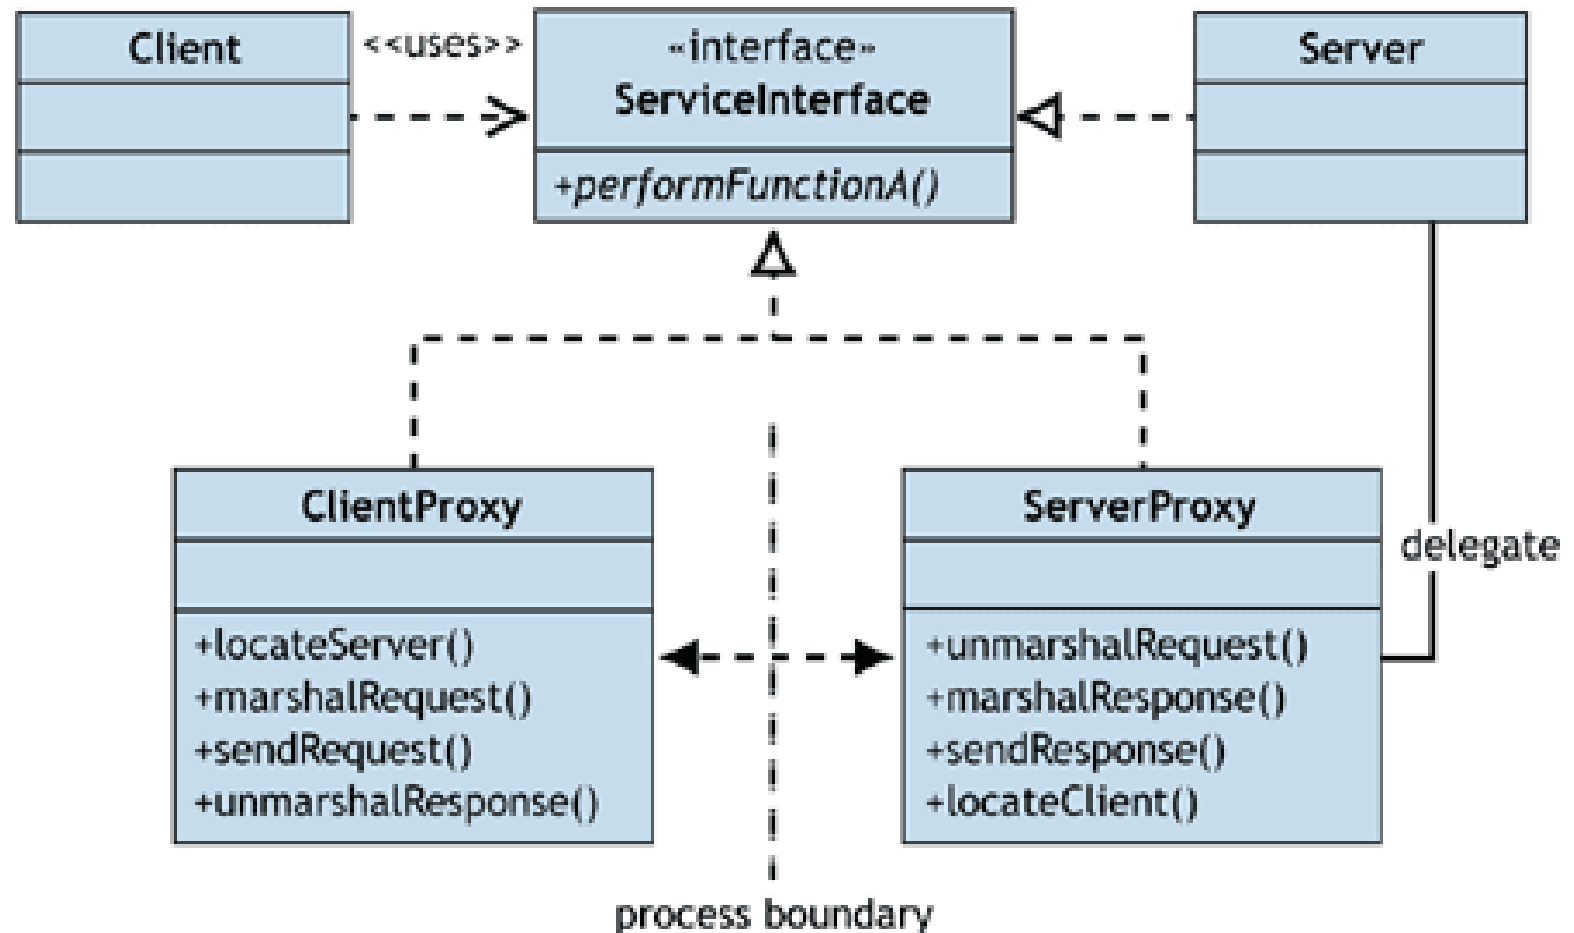 Client
<<uses>>
«interface»
ServiceInterface
+performFunctionA()
Server
ClientProxy
+locateServer()
+marshalRequest()
+sendRequest()
+unmarshalResponse()
ServerProxy
+unmarshalRequest()
+marshalResponse()
+sendResponse()
+locateClient()
delegate
process boundary